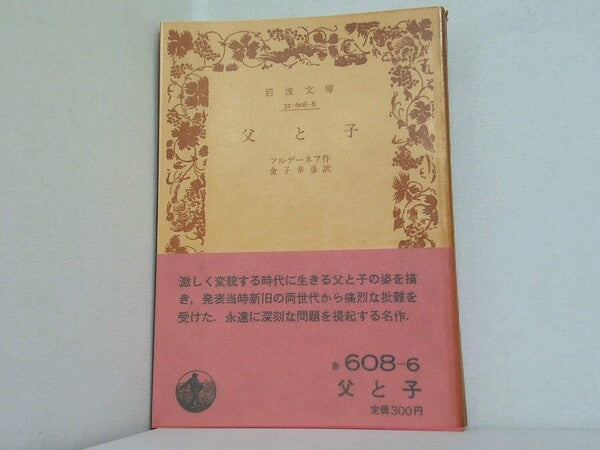 岩波文庫
32-608-6
父と子
ツルゲーネフ作
金子幸彦訳
激しく変貌する時代に生きる父と子の姿を描
き，発表当時新旧の両世代から痛烈な批難を
受けた．永遠に深刻な問題を提起する名作．
赤 608-6
父と子
定価300円